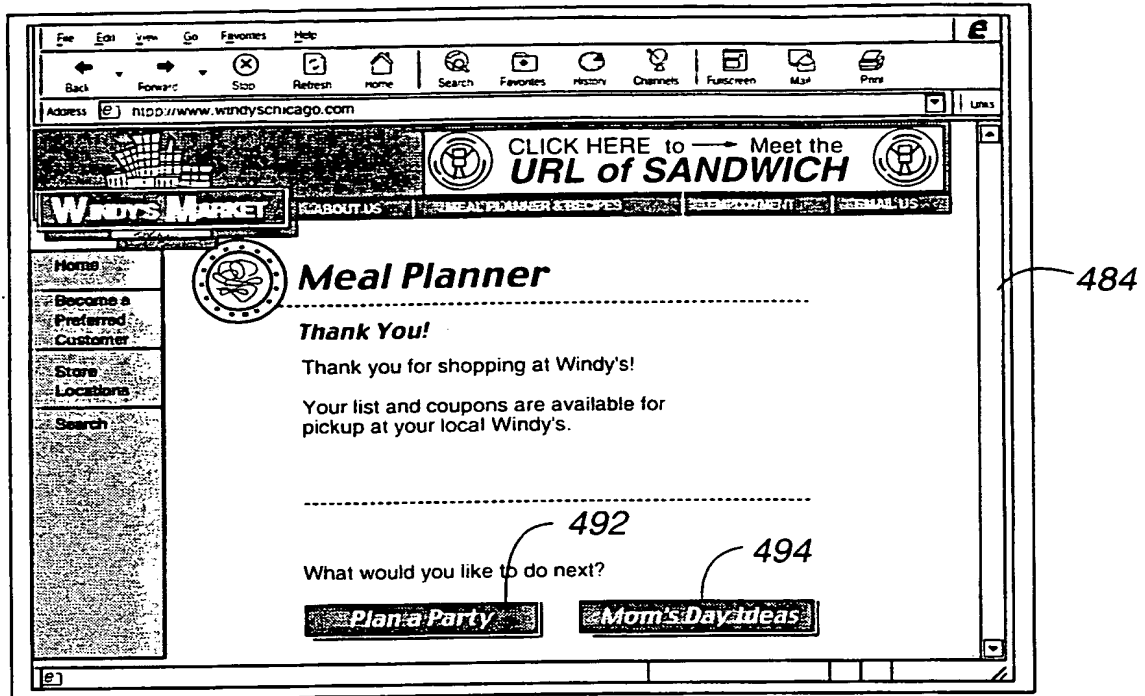 File Edit View Go Favorites Help
Back Forward Stop Refresh Home Search Favorites History Channels Fullscreen Mail Print
Address http://www.windyschicago.com Links
CLICK HERE to → Meet the
URL of SANDWICH
WINDY'S MARKET
ABOUT US MEAL PLANNER & RECIPES EMPLOYMENT EMAIL US
Home
Become a
Preferred
Customer
Store
Locations
Search
Meal Planner
484
Thank You!
Thank you for shopping at Windy's!
Your list and coupons are available for
pickup at your local Windy's.
492
494
What would you like to do next?
Plan a Party Mom's Day Ideas